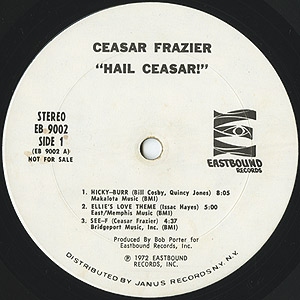 CEASAR FRAZIER
"HAIL CEASAR!"
STEREO
EB 9002
SIDE 1
(EB 9002 A)
NOT FOR SALE
EASTBOUND
RECORDS
1. HICKY-BURR (Bill Cosby, Quincy Jones) 8:05
Makaleta Music (BMI)
2. ELLIE'S LOVE THEME (Issac Hayes) 5:00
East/Memphis Music (BMI)
3. SEE-F (Ceasar Frazier) 4:37
Bridgeport Music, Inc. (BMI)
Produced By Bob Porter for
EASTBOUND RECORDS, INC.
℗ 1972 EASTBOUND
RECORDS, INC.
DISTRIBUTED BY JANUS RECORDS N.Y. N.Y.